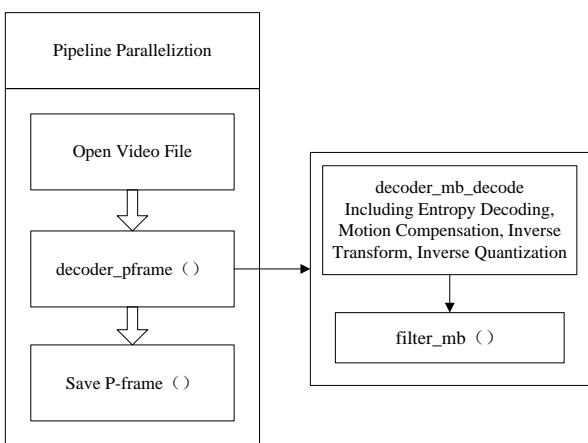 Pipeline Paralleliztion
Open Video File
decoder_pframe（）
Save P-frame（）
decoder_mb_decode
Including Entropy Decoding,
Motion Compensation, Inverse
Transform, Inverse Quantization
filter_mb（）